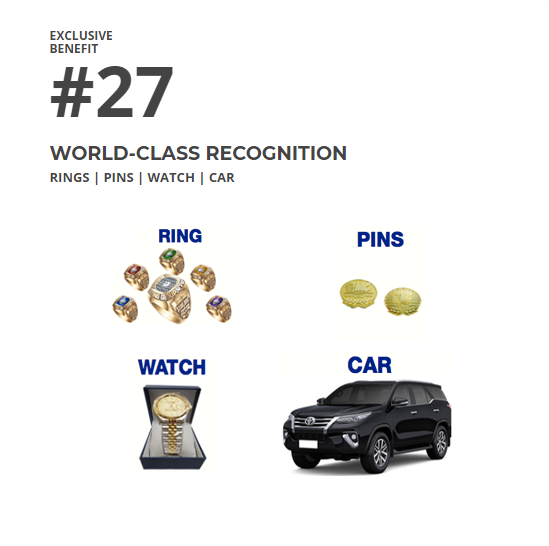 EXCLUSIVE
BENEFIT
#27
WORLD-CLASS RECOGNITION
RINGS | PINS | WATCH | CAR
RING
PINS
WATCH
CAR